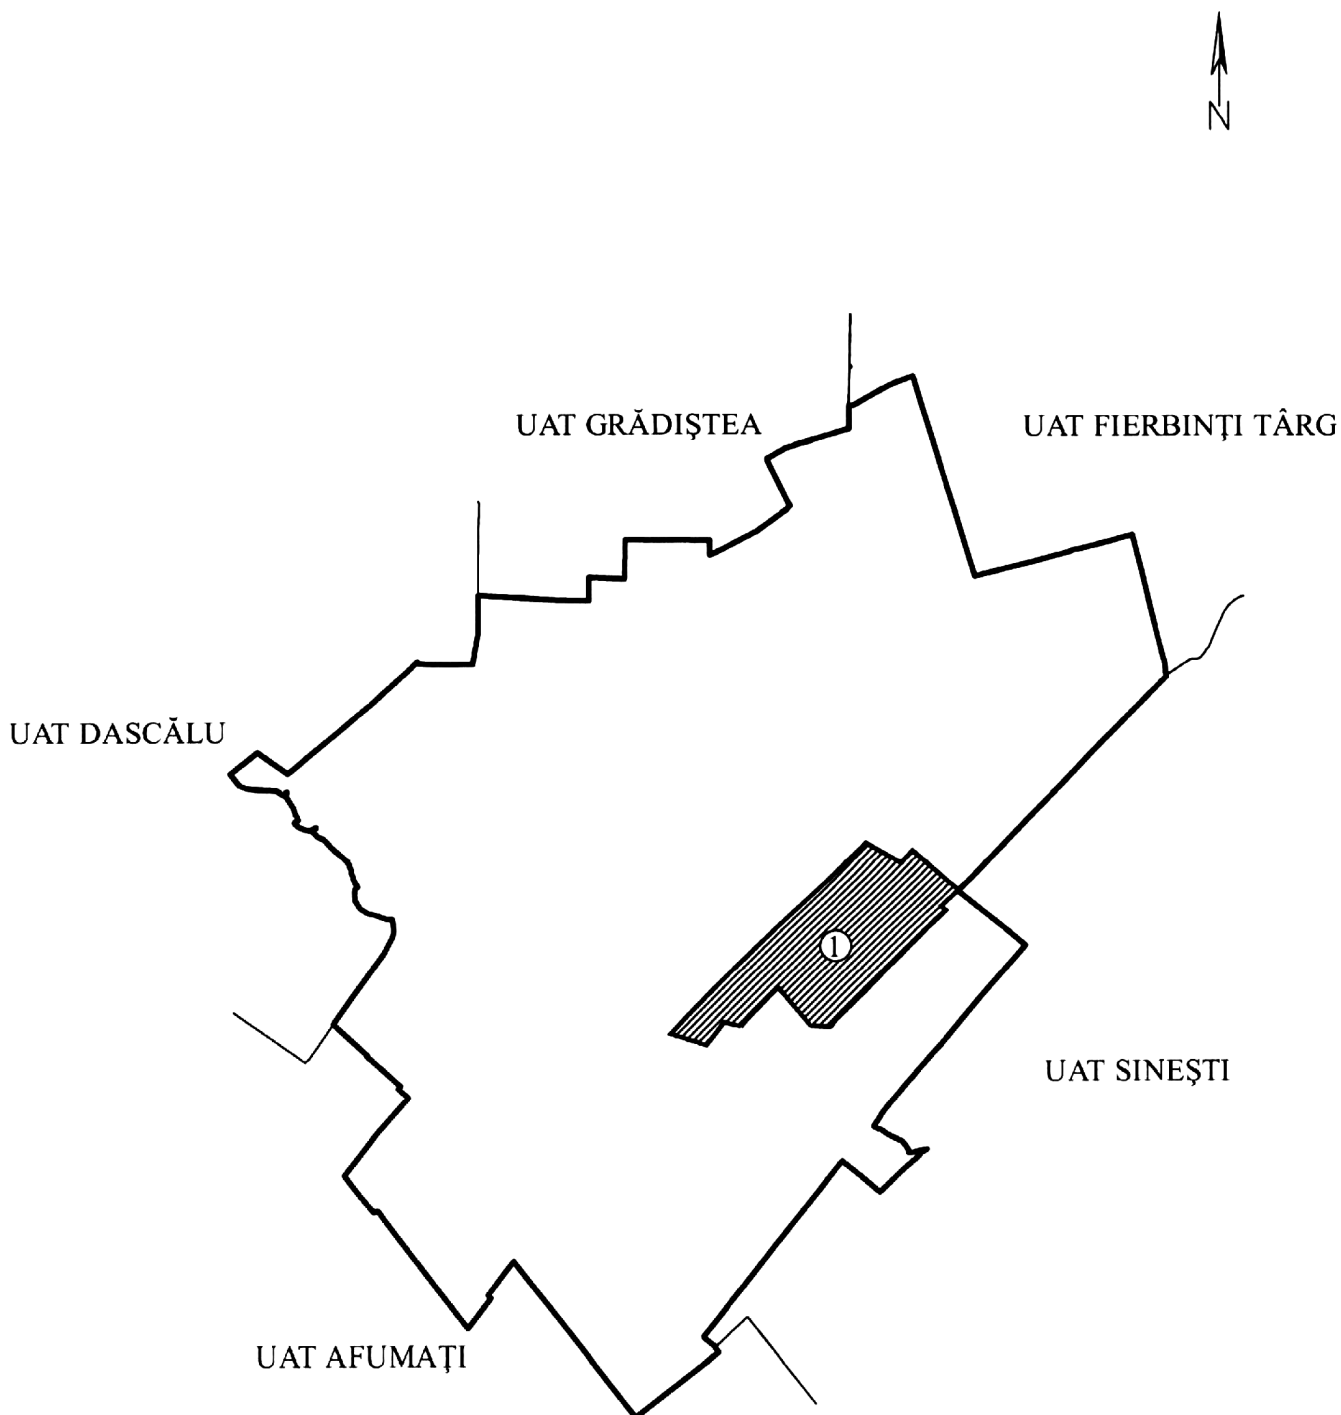 N
UAT GRĂDIŞTEA
UAT FIERBINŢI TÂRG
UAT DASCĂLU
1
UAT SINEŞTI
UAT AFUMAŢI